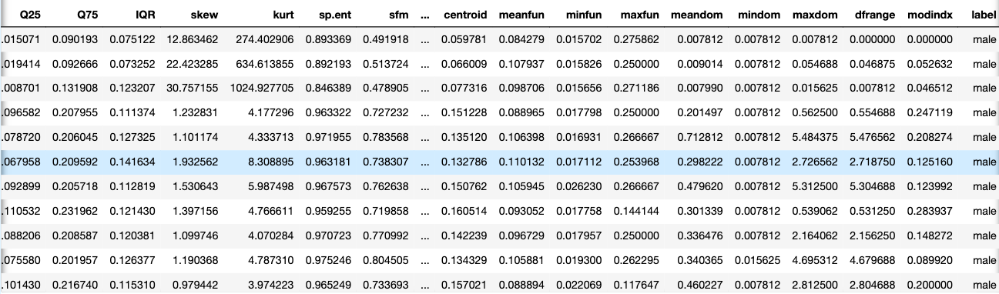 Q25 Q75 IQR skew kurt sp.ent sfm ... centroid meanfun minfun maxfun meandom mindom maxdom dfrange modindx label
.015071 0.090193 0.075122 12.863462 274.402906 0.893369 0.491918 ... 0.059781 0.084279 0.015702 0.275862 0.007812 0.007812 0.007812 0.000000 0.000000 male
.019414 0.092666 0.073252 22.423285 634.613855 0.892193 0.513724 ... 0.066009 0.107937 0.015826 0.250000 0.009014 0.007812 0.054688 0.046875 0.052632 male
.008701 0.131908 0.123207 30.757155 1024.927705 0.846389 0.478905 ... 0.077316 0.098706 0.015656 0.271186 0.007990 0.007812 0.015625 0.007812 0.046512 male
.096582 0.207955 0.111374 1.232831 4.177296 0.963322 0.727232 ... 0.151228 0.088965 0.017798 0.250000 0.201497 0.007812 0.562500 0.554688 0.247119 male
.078720 0.206045 0.127325 1.101174 4.333713 0.971955 0.783568 ... 0.135120 0.106398 0.016931 0.266667 0.712812 0.007812 5.484375 5.476562 0.208274 male
.067958 0.209592 0.141634 1.932562 8.308895 0.963181 0.738307 ... 0.132786 0.110132 0.017112 0.253968 0.298222 0.007812 2.726562 2.718750 0.125160 male
.092899 0.205718 0.112819 1.530643 5.987498 0.967573 0.762638 ... 0.150762 0.105945 0.026230 0.266667 0.479620 0.007812 5.312500 5.304688 0.123992 male
.110532 0.231962 0.121430 1.397156 4.766611 0.959255 0.719858 ... 0.160514 0.093052 0.017758 0.144144 0.301339 0.007812 0.539062 0.531250 0.283937 male
.088206 0.208587 0.120381 1.099746 4.070284 0.970723 0.770992 ... 0.142239 0.096729 0.017957 0.250000 0.336476 0.007812 2.164062 2.156250 0.148272 male
.075580 0.201957 0.126377 1.190368 4.787310 0.975246 0.804505 ... 0.134329 0.105881 0.019300 0.262295 0.340365 0.015625 4.695312 4.679688 0.089920 male
.101430 0.216740 0.115310 0.979442 3.974223 0.965249 0.733693 ... 0.157021 0.088894 0.022069 0.117647 0.460227 0.007812 2.812500 2.804688 0.200000 male